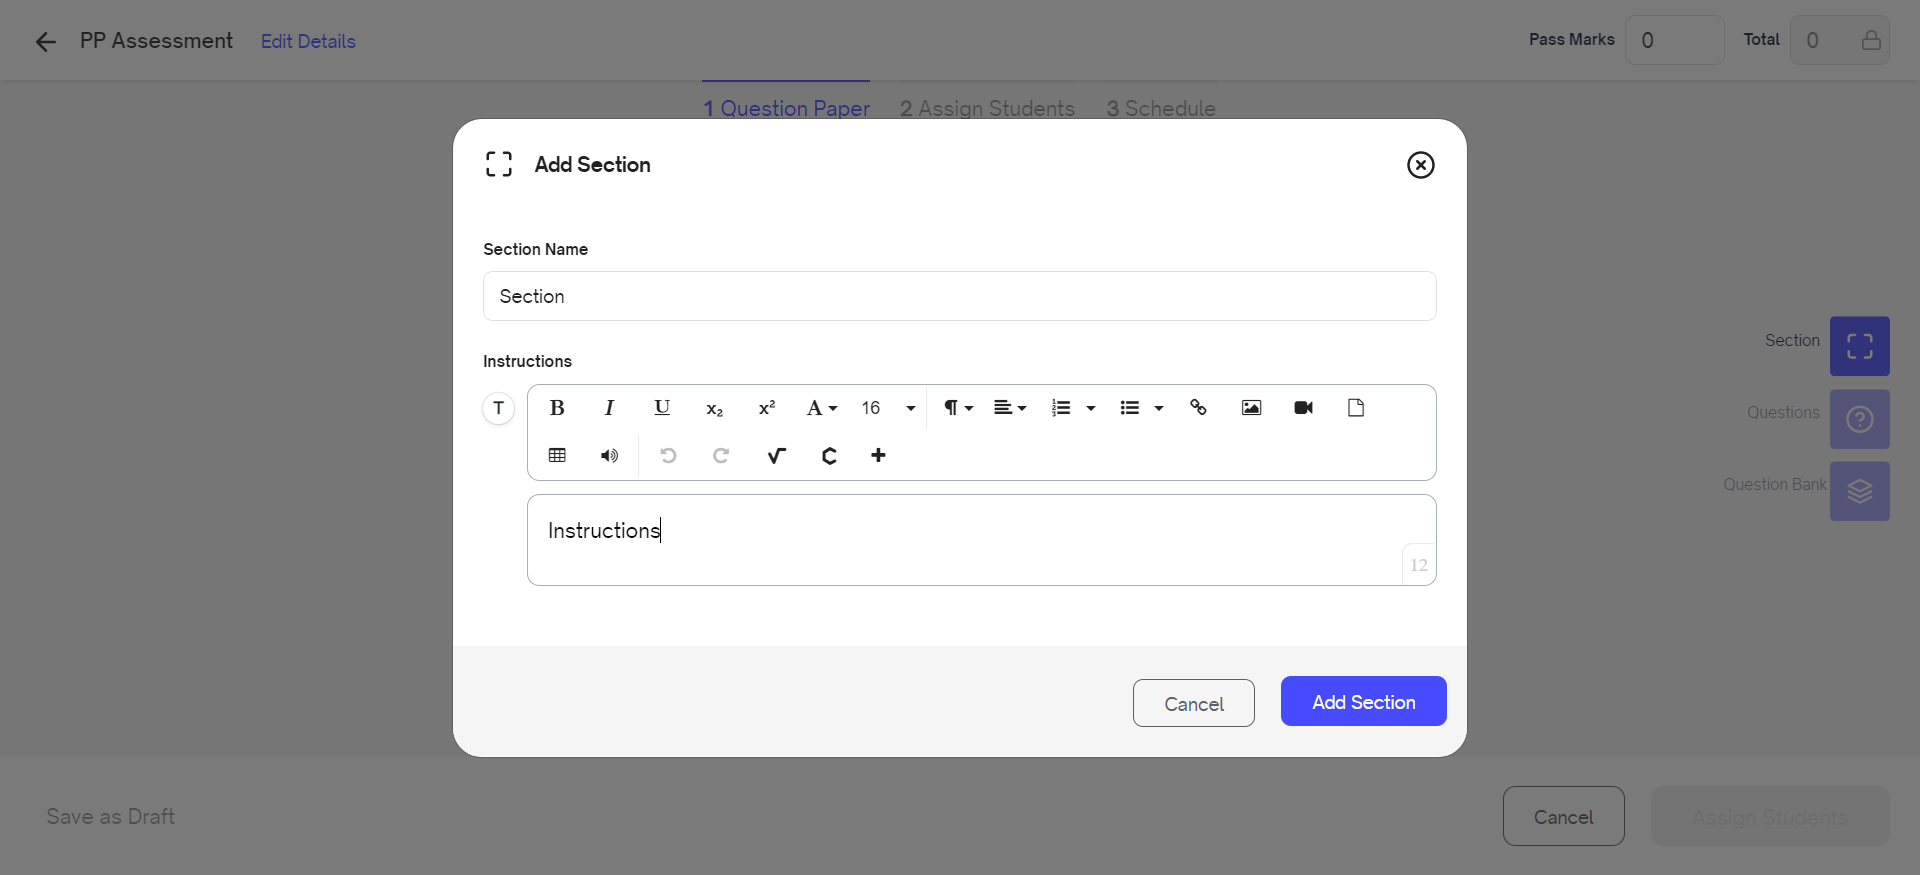 PP Assessment Edit Details Pass Marks 0 Total 0
1 Question Paper 2 Assign Students 3 Schedule
Add Section
Section Name
Section
Instructions
T B I U x₂ x² A 16
Instructions
12
Cancel Add Section
Section
Questions
Question Bank
Save as Draft Cancel Assign Students